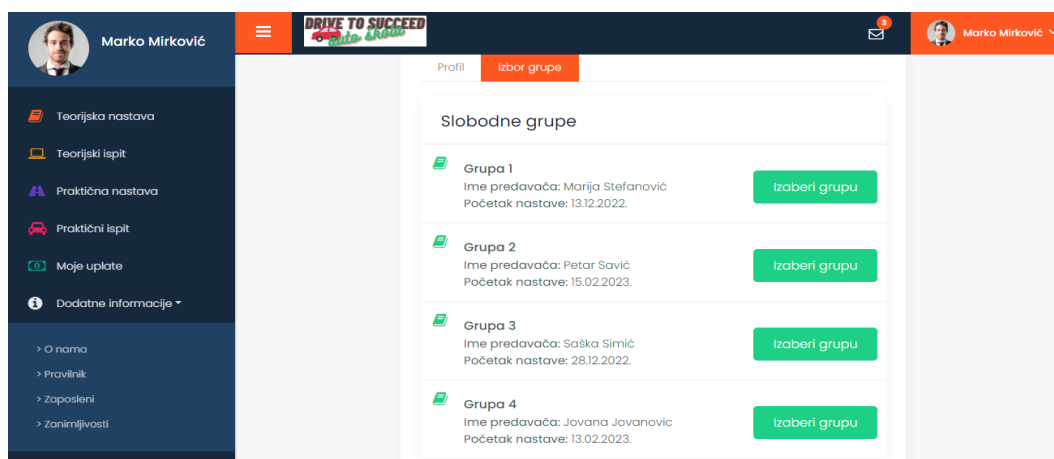 Marko Mirković
DRIVE TO SUCCEED
auto škola
3
Marko Mirković
Teorijska nastava
Teorijski ispit
Praktična nastava
Praktični ispit
Moje uplate
Dodatne informacije
> O nama
> Pravilnik
> Zaposleni
> Zanimljivosti
Profil
Izbor grupe
Slobodne grupe
Grupa 1
Ime predavača: Marija Stefanović
Početak nastave: 13.12.2022.
Izaberi grupu
Grupa 2
Ime predavača: Petar Savić
Početak nastave: 15.02.2023.
Izaberi grupu
Grupa 3
Ime predavača: Saška Simić
Početak nastave: 28.12.2022.
Izaberi grupu
Grupa 4
Ime predavača: Jovana Jovanovic
Početak nastave: 13.02.2023.
Izaberi grupu